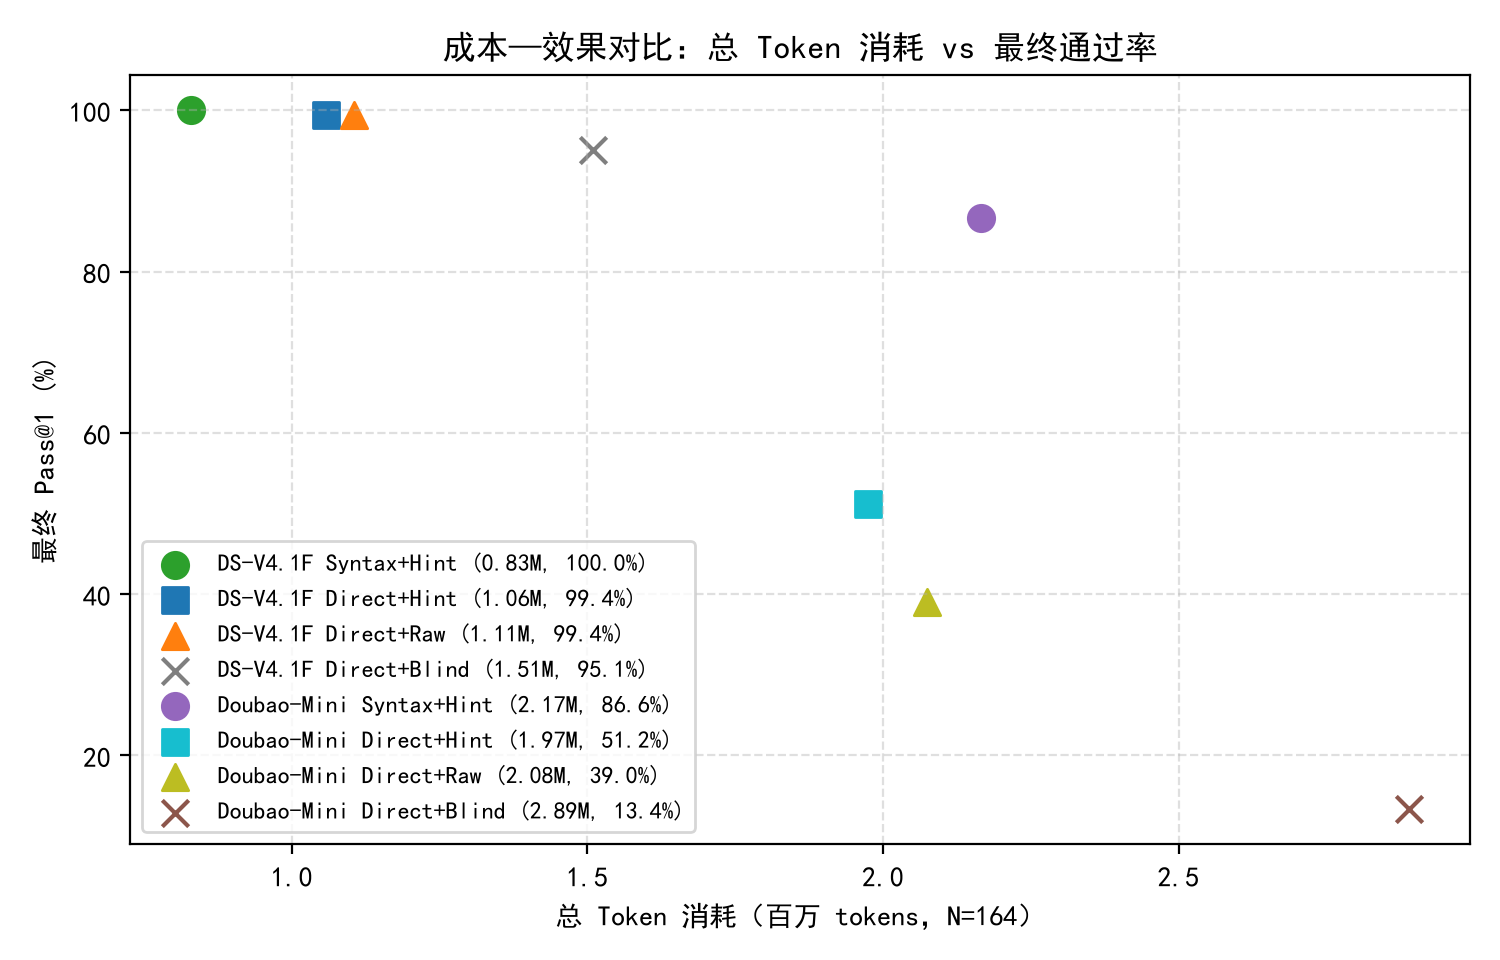 成本—效果对比：总 Token 消耗 vs 最终通过率
最终 Pass@1 (%)
100
80
60
40
20
DS-V4.1F Syntax+Hint (0.83M, 100.0%)
DS-V4.1F Direct+Hint (1.06M, 99.4%)
DS-V4.1F Direct+Raw (1.11M, 99.4%)
DS-V4.1F Direct+Blind (1.51M, 95.1%)
Doubao-Mini Syntax+Hint (2.17M, 86.6%)
Doubao-Mini Direct+Hint (1.97M, 51.2%)
Doubao-Mini Direct+Raw (2.08M, 39.0%)
Doubao-Mini Direct+Blind (2.89M, 13.4%)
1.0 1.5 2.0 2.5
总 Token 消耗（百万 tokens，N=164）